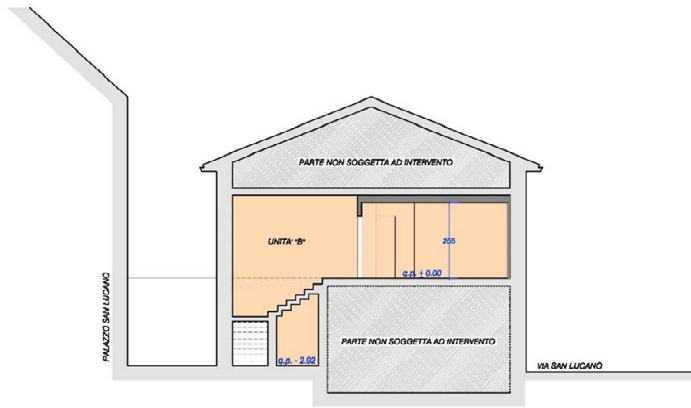 PARTE NON SOGGETTA AD INTERVENTO
UNITA' "B"
255
q.p. ± 0.00
PALAZZO SAN LUCANO
PARTE NON SOGGETTA AD INTERVENTO
q.p. - 2.92
VIA SAN LUCANO